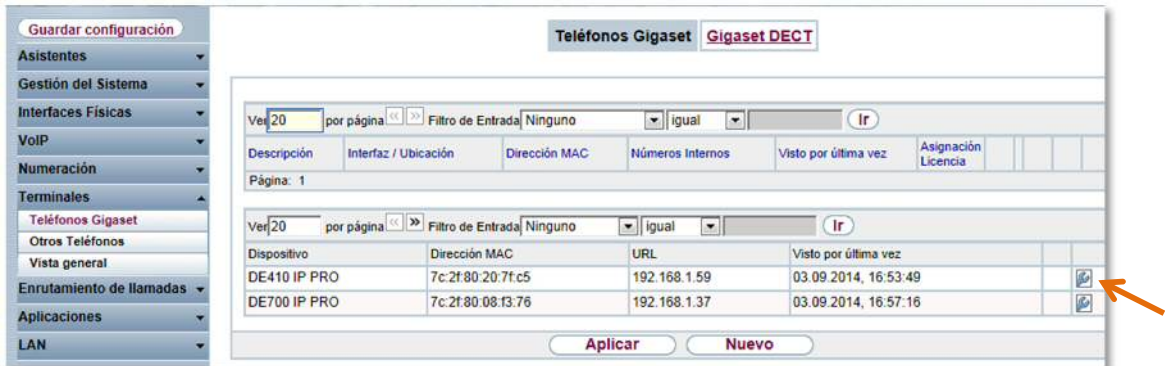 Guardar configuración
Asistentes
Gestión del Sistema
Interfaces Físicas
VoIP
Numeración
Terminales
Teléfonos Gigaset
Otros Teléfonos
Vista general
Enrutamiento de llamadas
Aplicaciones
LAN
Teléfonos Gigaset Gigaset DECT
Ver 20 por página « » Filtro de Entrada Ninguno igual Ir
Descripción Interfaz / Ubicación Dirección MAC Números Internos Visto por última vez Asignación Licencia
Página: 1
Ver 20 por página « » Filtro de Entrada Ninguno igual Ir
Dispositivo Dirección MAC URL Visto por última vez
DE410 IP PRO 7c:2f:80:20:7f:c5 192.168.1.59 03.09.2014, 16:53:49
DE700 IP PRO 7c:2f:80:08:f3:76 192.168.1.37 03.09.2014, 16:57:16
Aplicar Nuevo